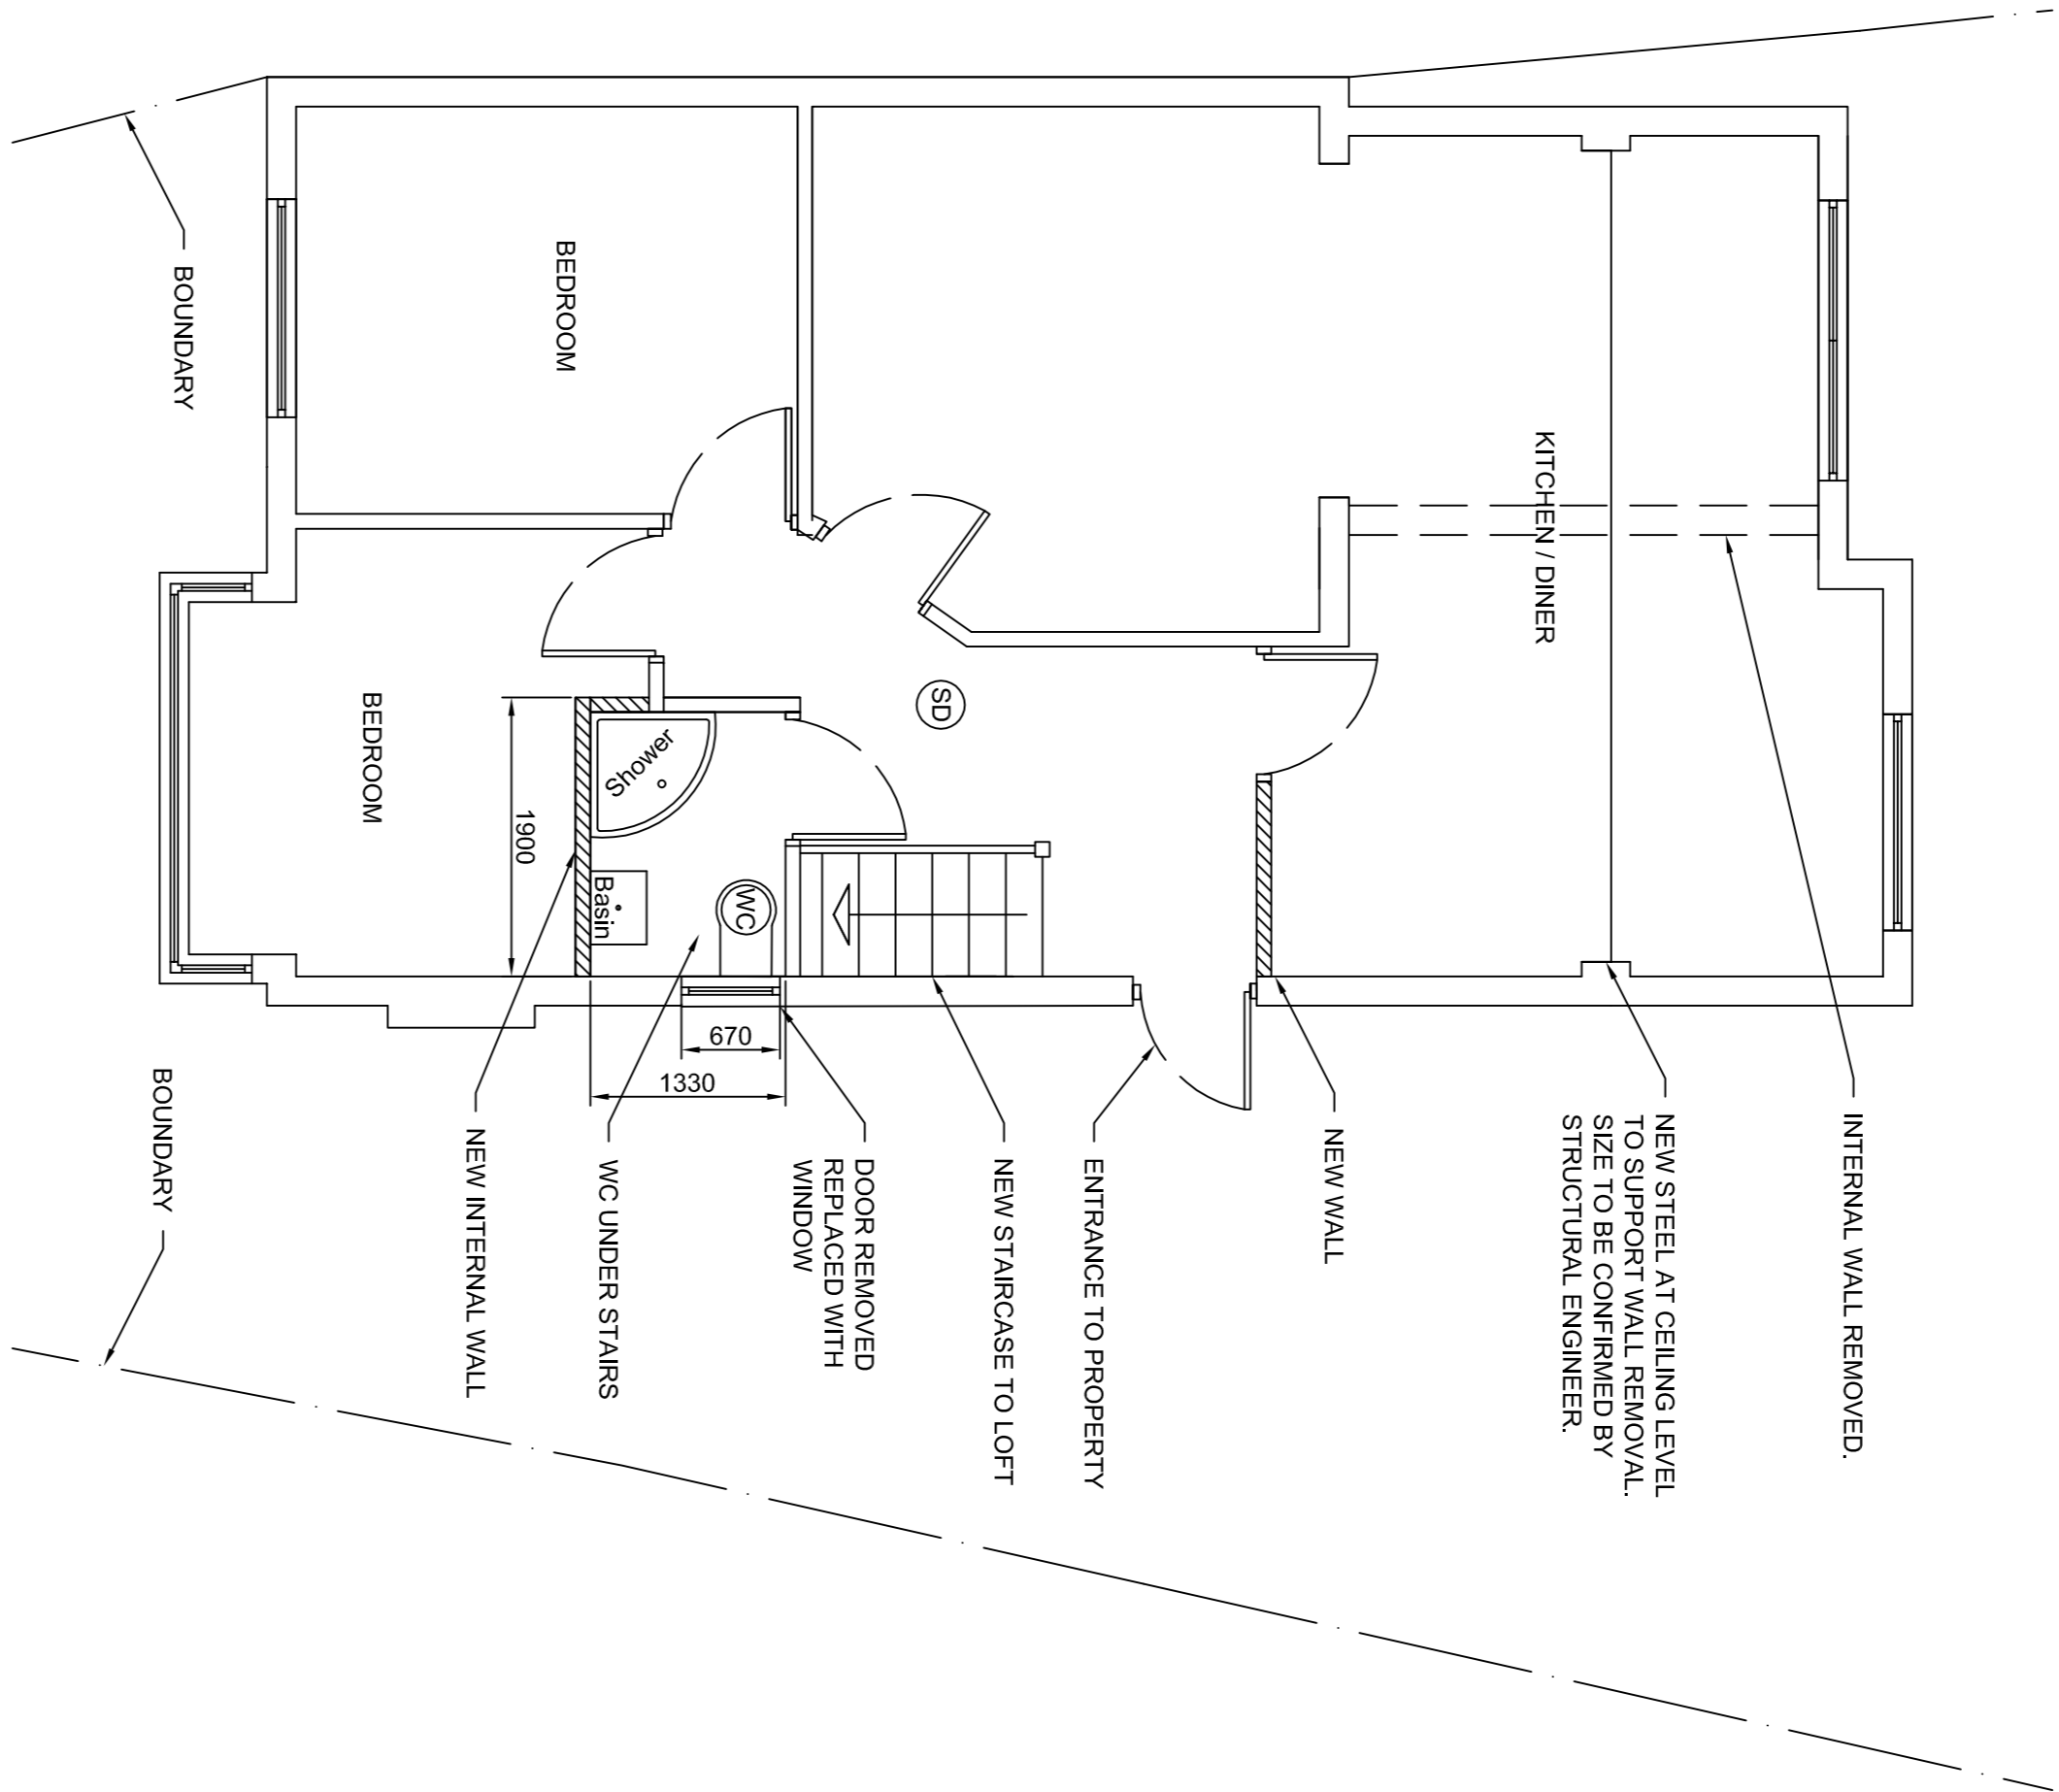 INTERNAL WALL REMOVED.
NEW STEEL AT CEILING LEVEL
TO SUPPORT WALL REMOVAL.
SIZE TO BE CONFIRMED BY
STRUCTURAL ENGINEER.
KITCHEN / DINER
NEW WALL
ENTRANCE TO PROPERTY
NEW STAIRCASE TO LOFT
SD
DOOR REMOVED
REPLACED WITH
WINDOW
WC
670
1330
Shower
Basin
WC UNDER STAIRS
BEDROOM
1900
NEW INTERNAL WALL
BEDROOM
BOUNDARY
BOUNDARY